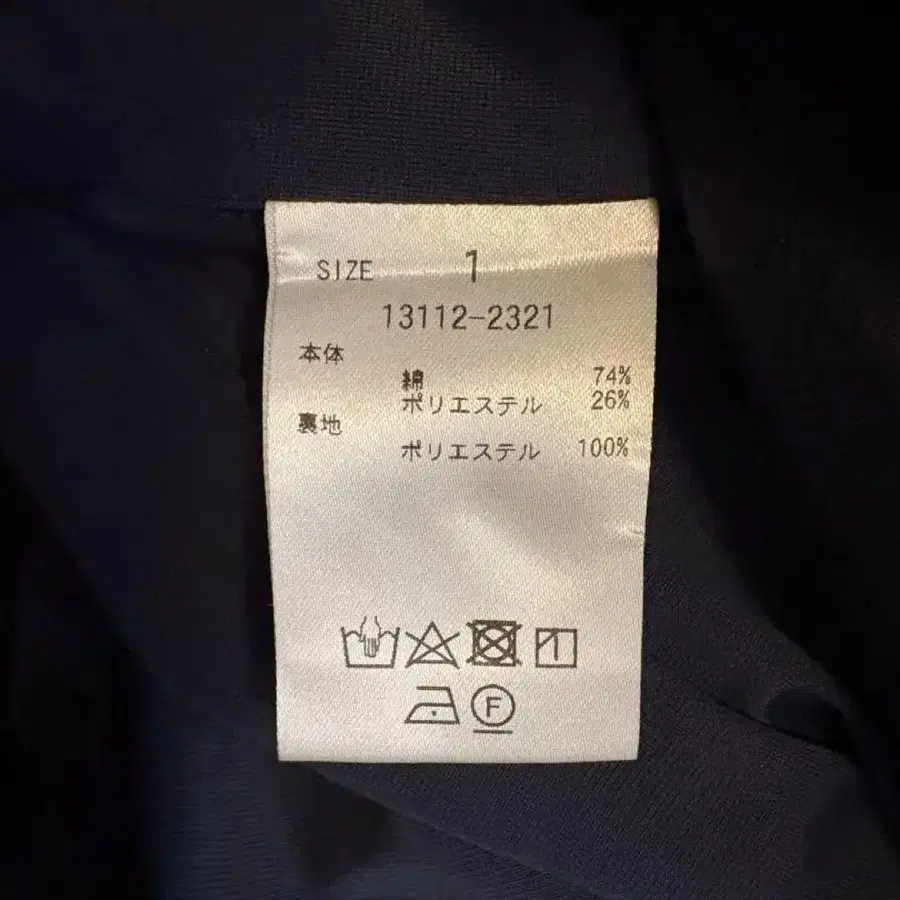 SIZE 1
13112-2321
本体
綿 74%
ポリエステル 26%
裏地
ポリエステル 100%
F